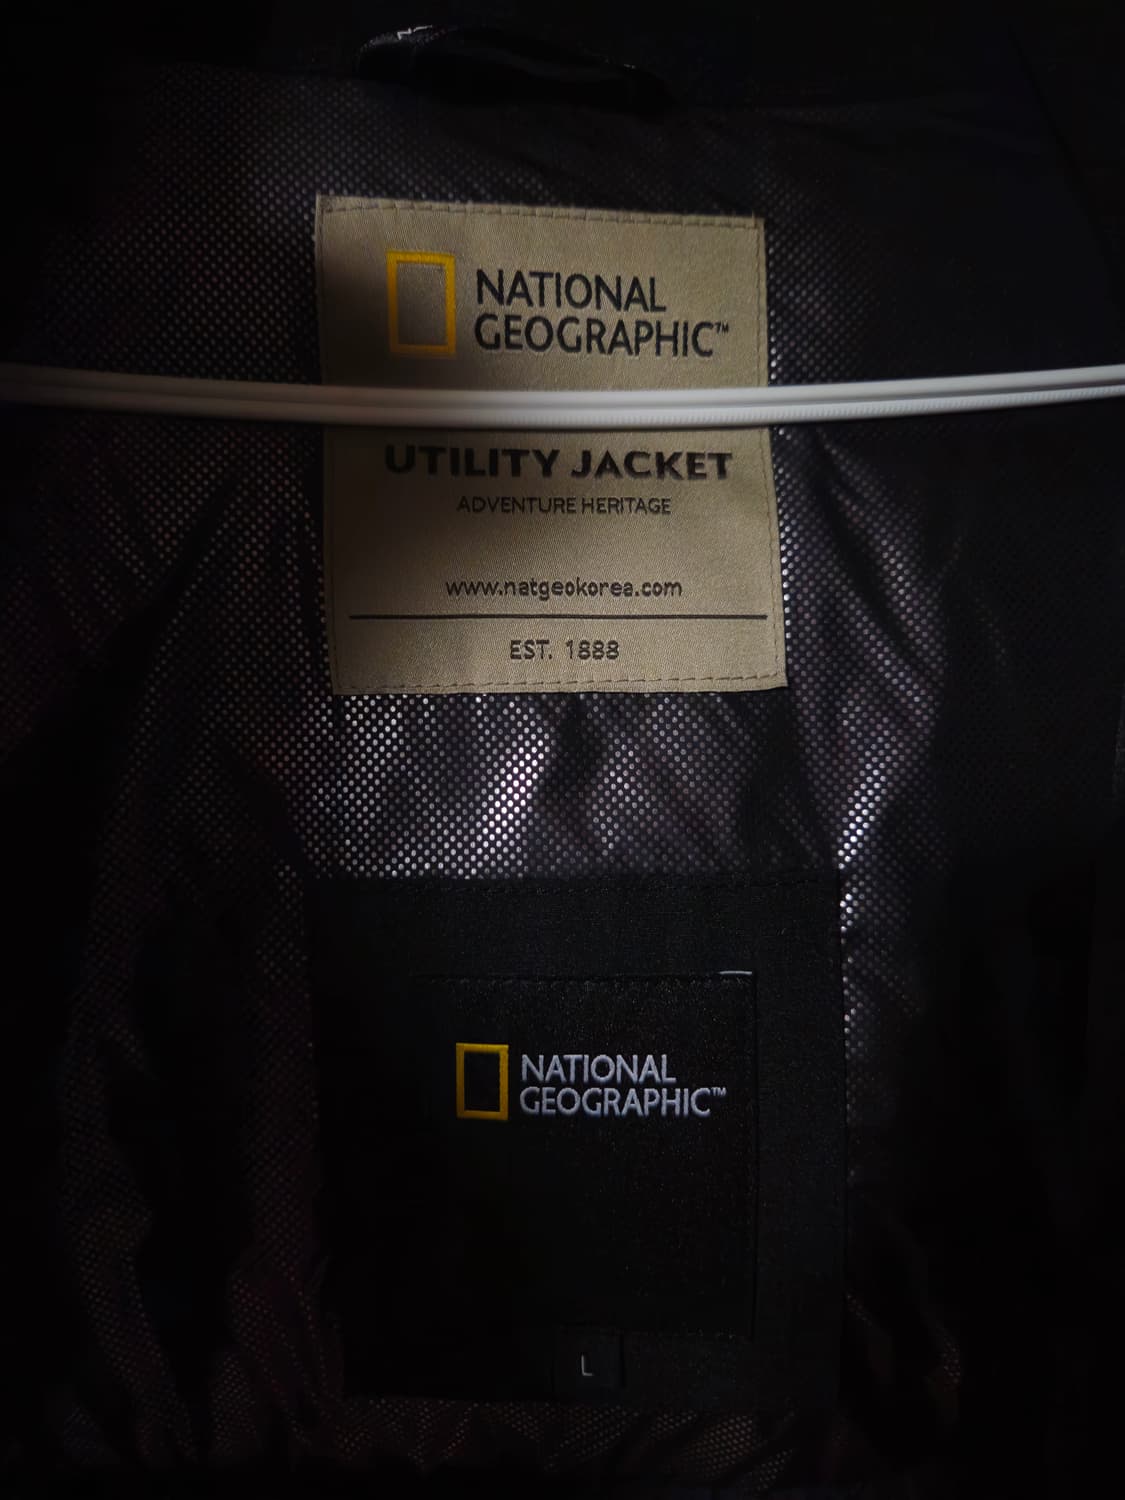 NATIONAL
GEOGRAPHIC™
UTILITY JACKET
ADVENTURE HERITAGE
www.natgeokorea.com
EST. 1888
NATIONAL
GEOGRAPHIC™
L